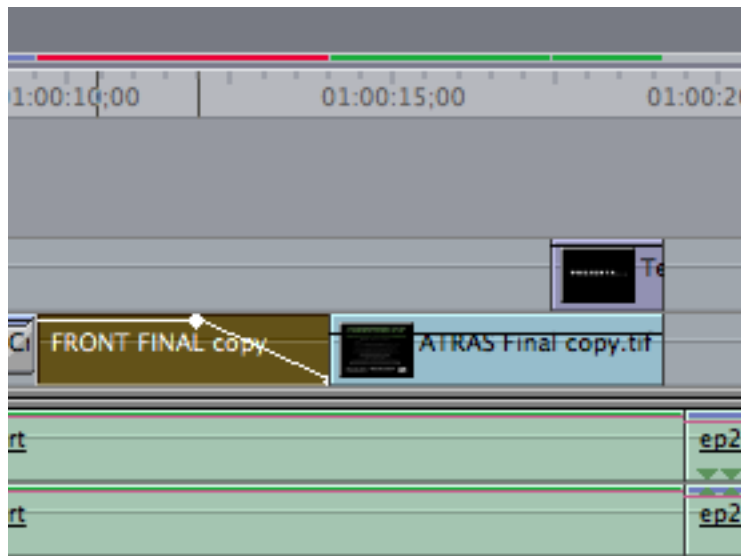 1:00:10;00 01:00:15;00 01:00:2
Te
FRONT FINAL copy ATRAS Final copy.tif
rt ep2
rt ep2